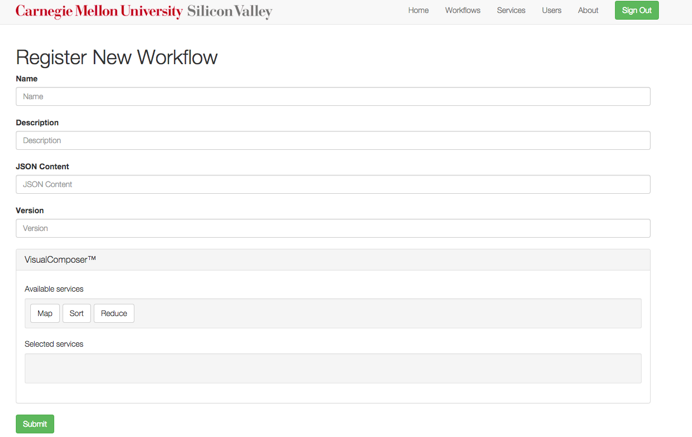 Carnegie Mellon University Silicon Valley
Home Workflows Services Users About Sign Out
Register New Workflow
Name
Name
Description
Description
JSON Content
JSON Content
Version
Version
VisualComposer™
Available services
Map Sort Reduce
Selected services
Submit